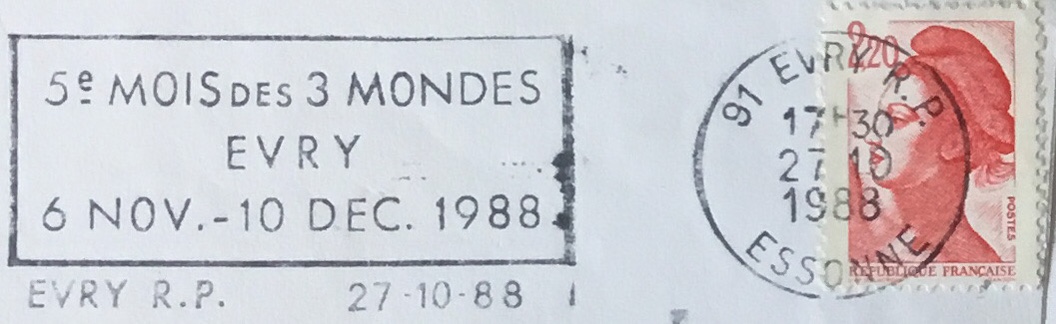 5e MOIS DES 3 MONDES
EVRY
6 NOV.-10 DEC. 1988
EVRY R.P. 27-10-88
91 EVRY R.P.
17H30
27 10
1988
ESSONNE
2,20
POSTES
REPUBLIQUE FRANÇAISE